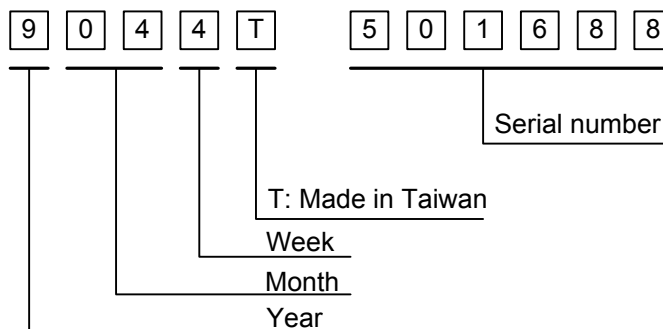 9 0 4 4 T 5 0 1 6 8 8
Serial number
T: Made in Taiwan
Week
Month
Year